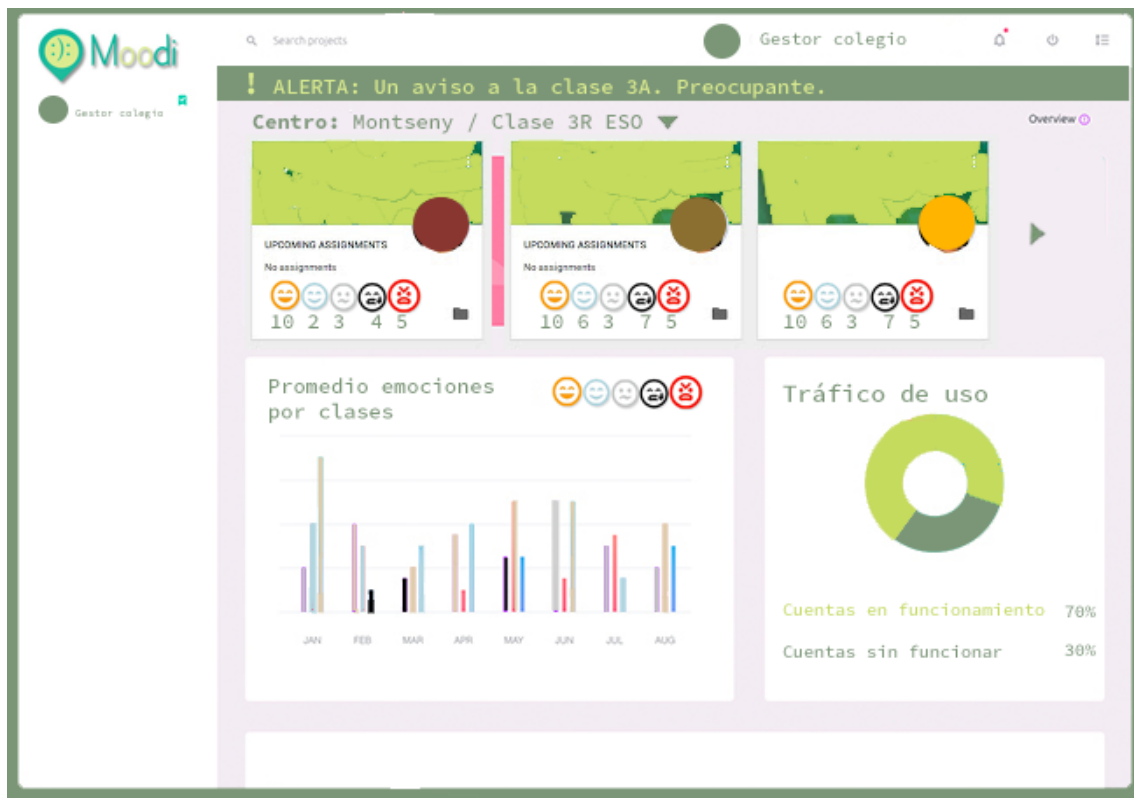 Moodi
Search projects
Gestor colegio
Gestor colegio
! ALERTA: Un aviso a la clase 3A. Preocupante.
Centro: Montseny / Clase 3R ESO
Overview
UPCOMING ASSIGNMENTS
No assignments
10 2 3 4 5
UPCOMING ASSIGNMENTS
No assignments
10 6 3 7 5
10 6 3 7 5
Promedio emociones
por clases
JAN FEB MAR APR MAY JUN JUL AUG
Tráfico de uso
Cuentas en funcionamiento 70%
Cuentas sin funcionar 30%